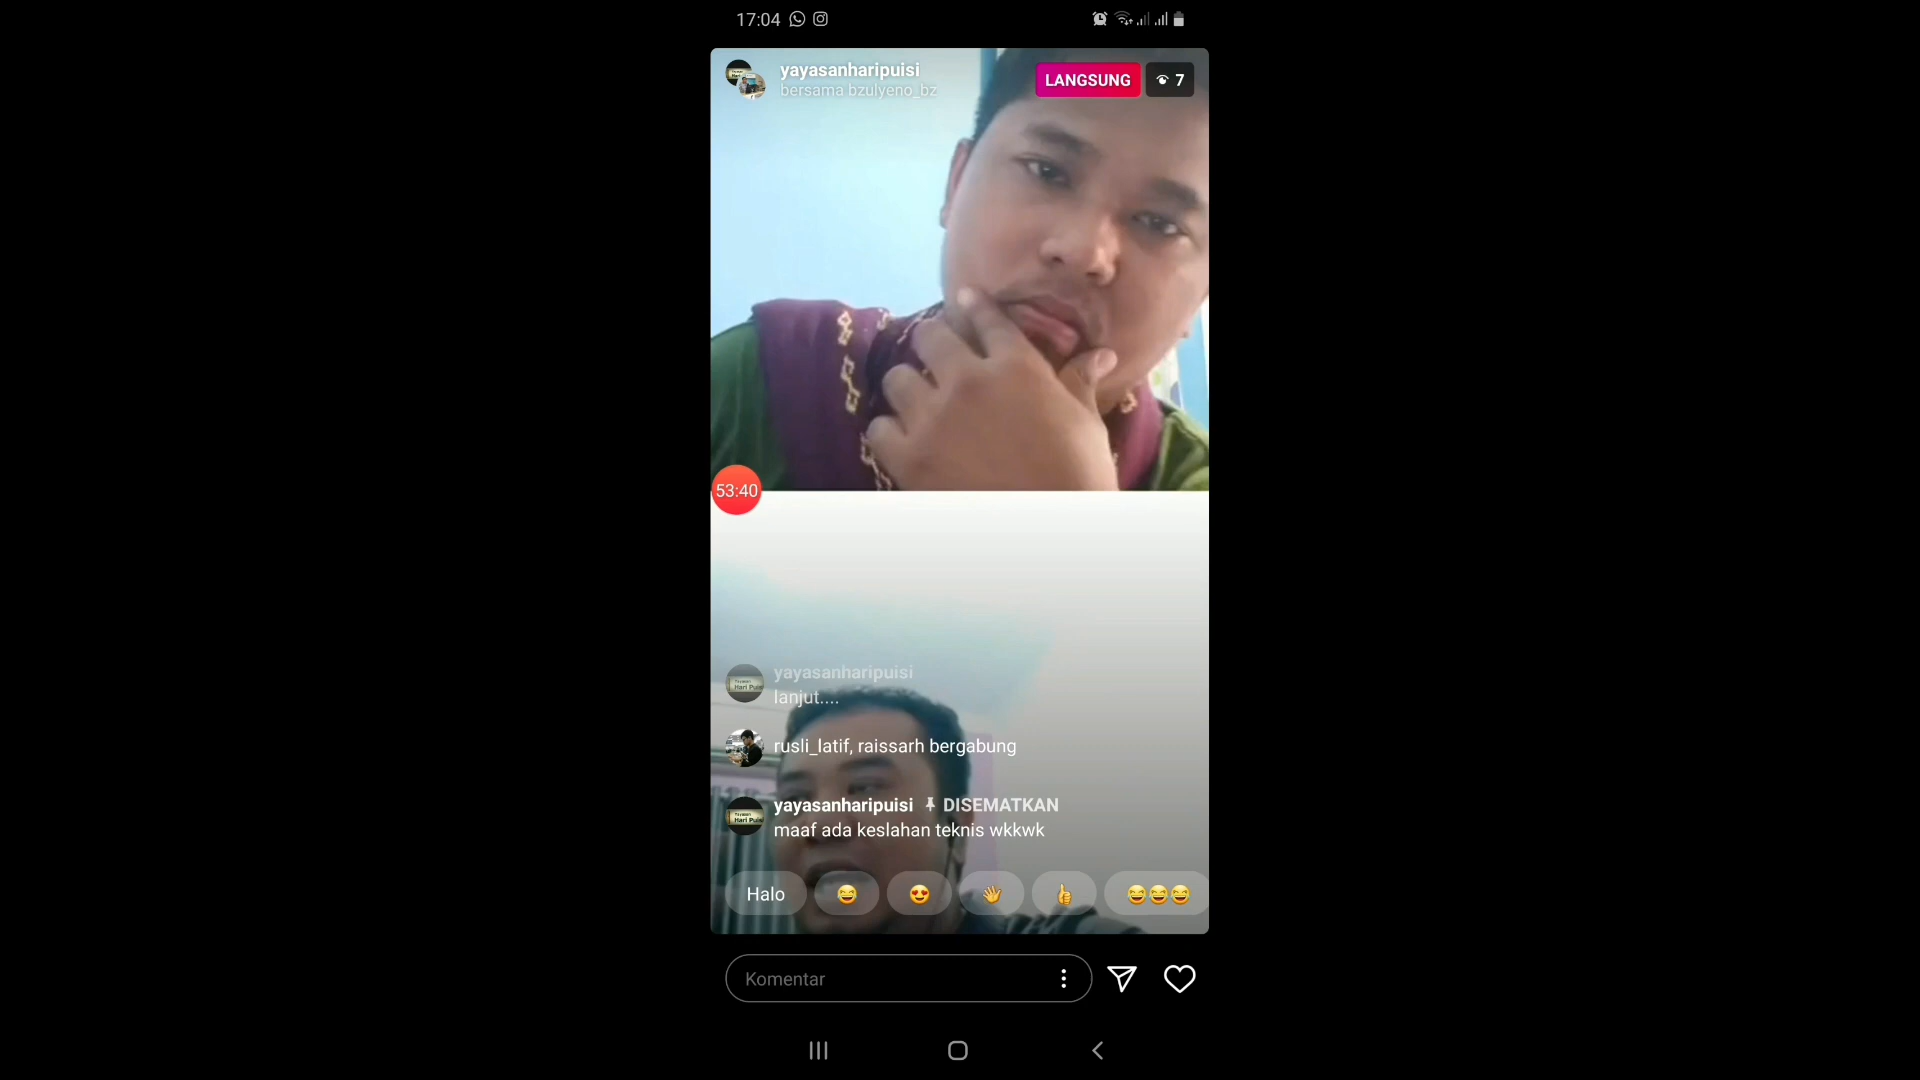 17:04
yayasanharipuisi
bersama bzulyeno_bz
LANGSUNG
7
53:40
yayasanharipuisi
lanjut....
rusli_latif, raissarh bergabung
yayasanharipuisi DISEMATKAN
maaf ada keslahan teknis wkkwk
Halo
Komentar